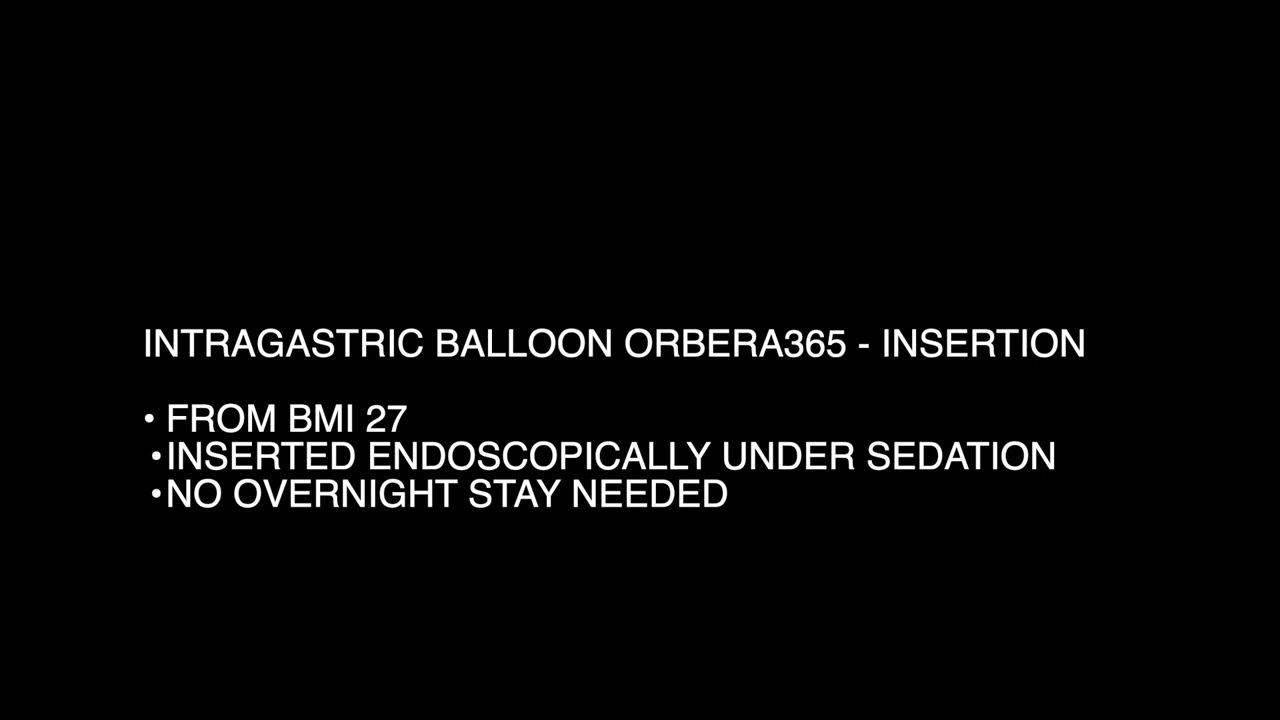 INTRAGASTRIC BALLOON ORBERA365 - INSERTION
• FROM BMI 27
•INSERTED ENDOSCOPICALLY UNDER SEDATION
•NO OVERNIGHT STAY NEEDED